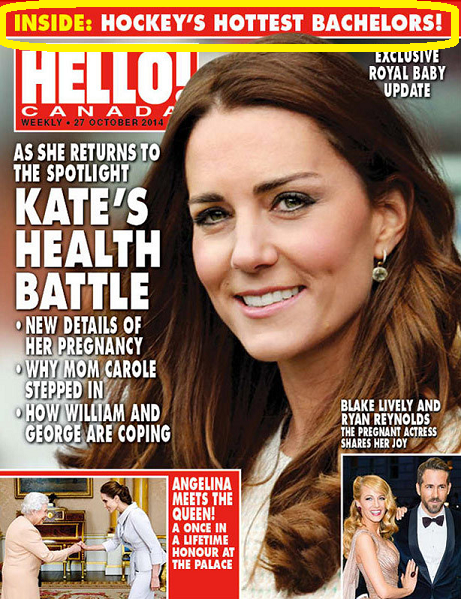 INSIDE: HOCKEY'S HOTTEST BACHELORS!
EXCLUSIVE
ROYAL BABY
UPDATE
HELLO!
CANADA
WEEKLY • 27 OCTOBER 2014
AS SHE RETURNS TO
THE SPOTLIGHT
KATE'S
HEALTH
BATTLE
• NEW DETAILS OF
HER PREGNANCY
• WHY MOM CAROLE
STEPPED IN
• HOW WILLIAM AND
GEORGE ARE COPING
BLAKE LIVELY AND
RYAN REYNOLDS
THE PREGNANT ACTRESS
SHARES HER JOY
ANGELINA
MEETS THE
QUEEN!
A ONCE IN
A LIFETIME
HONOUR AT
THE PALACE